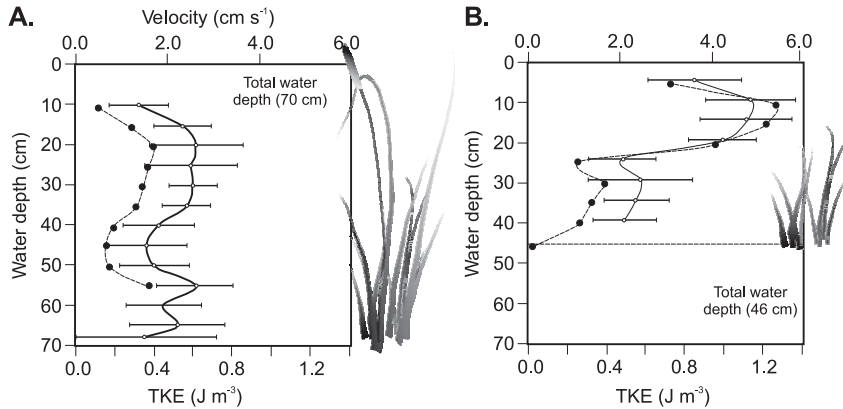 A.
Velocity (cm s⁻¹)
0.0 2.0 4.0 6.0
Total water
depth (70 cm)
Water depth (cm)
0
10
20
30
40
50
60
70
0.0 0.4 0.8 1.2
TKE (J m⁻³)
B.
0.0 2.0 4.0 6.0
Water depth (cm)
0
10
20
30
40
50
60
70
Total water
depth (46 cm)
0.0 0.4 0.8 1.2
TKE (J m⁻³)